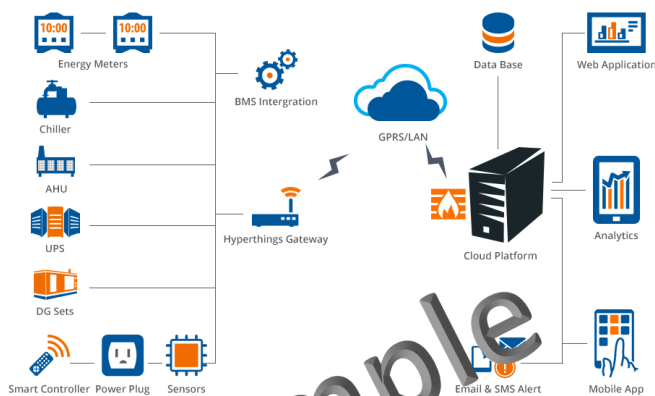 10:00 10:00
Energy Meters
Data Base
Web Application
BMS Intergration
Chiller
GPRS/LAN
AHU
Hyperthings Gateway
Analytics
UPS
Cloud Platform
DG Sets
Smart Controller Power Plug Sensors
Email & SMS Alert
Mobile App